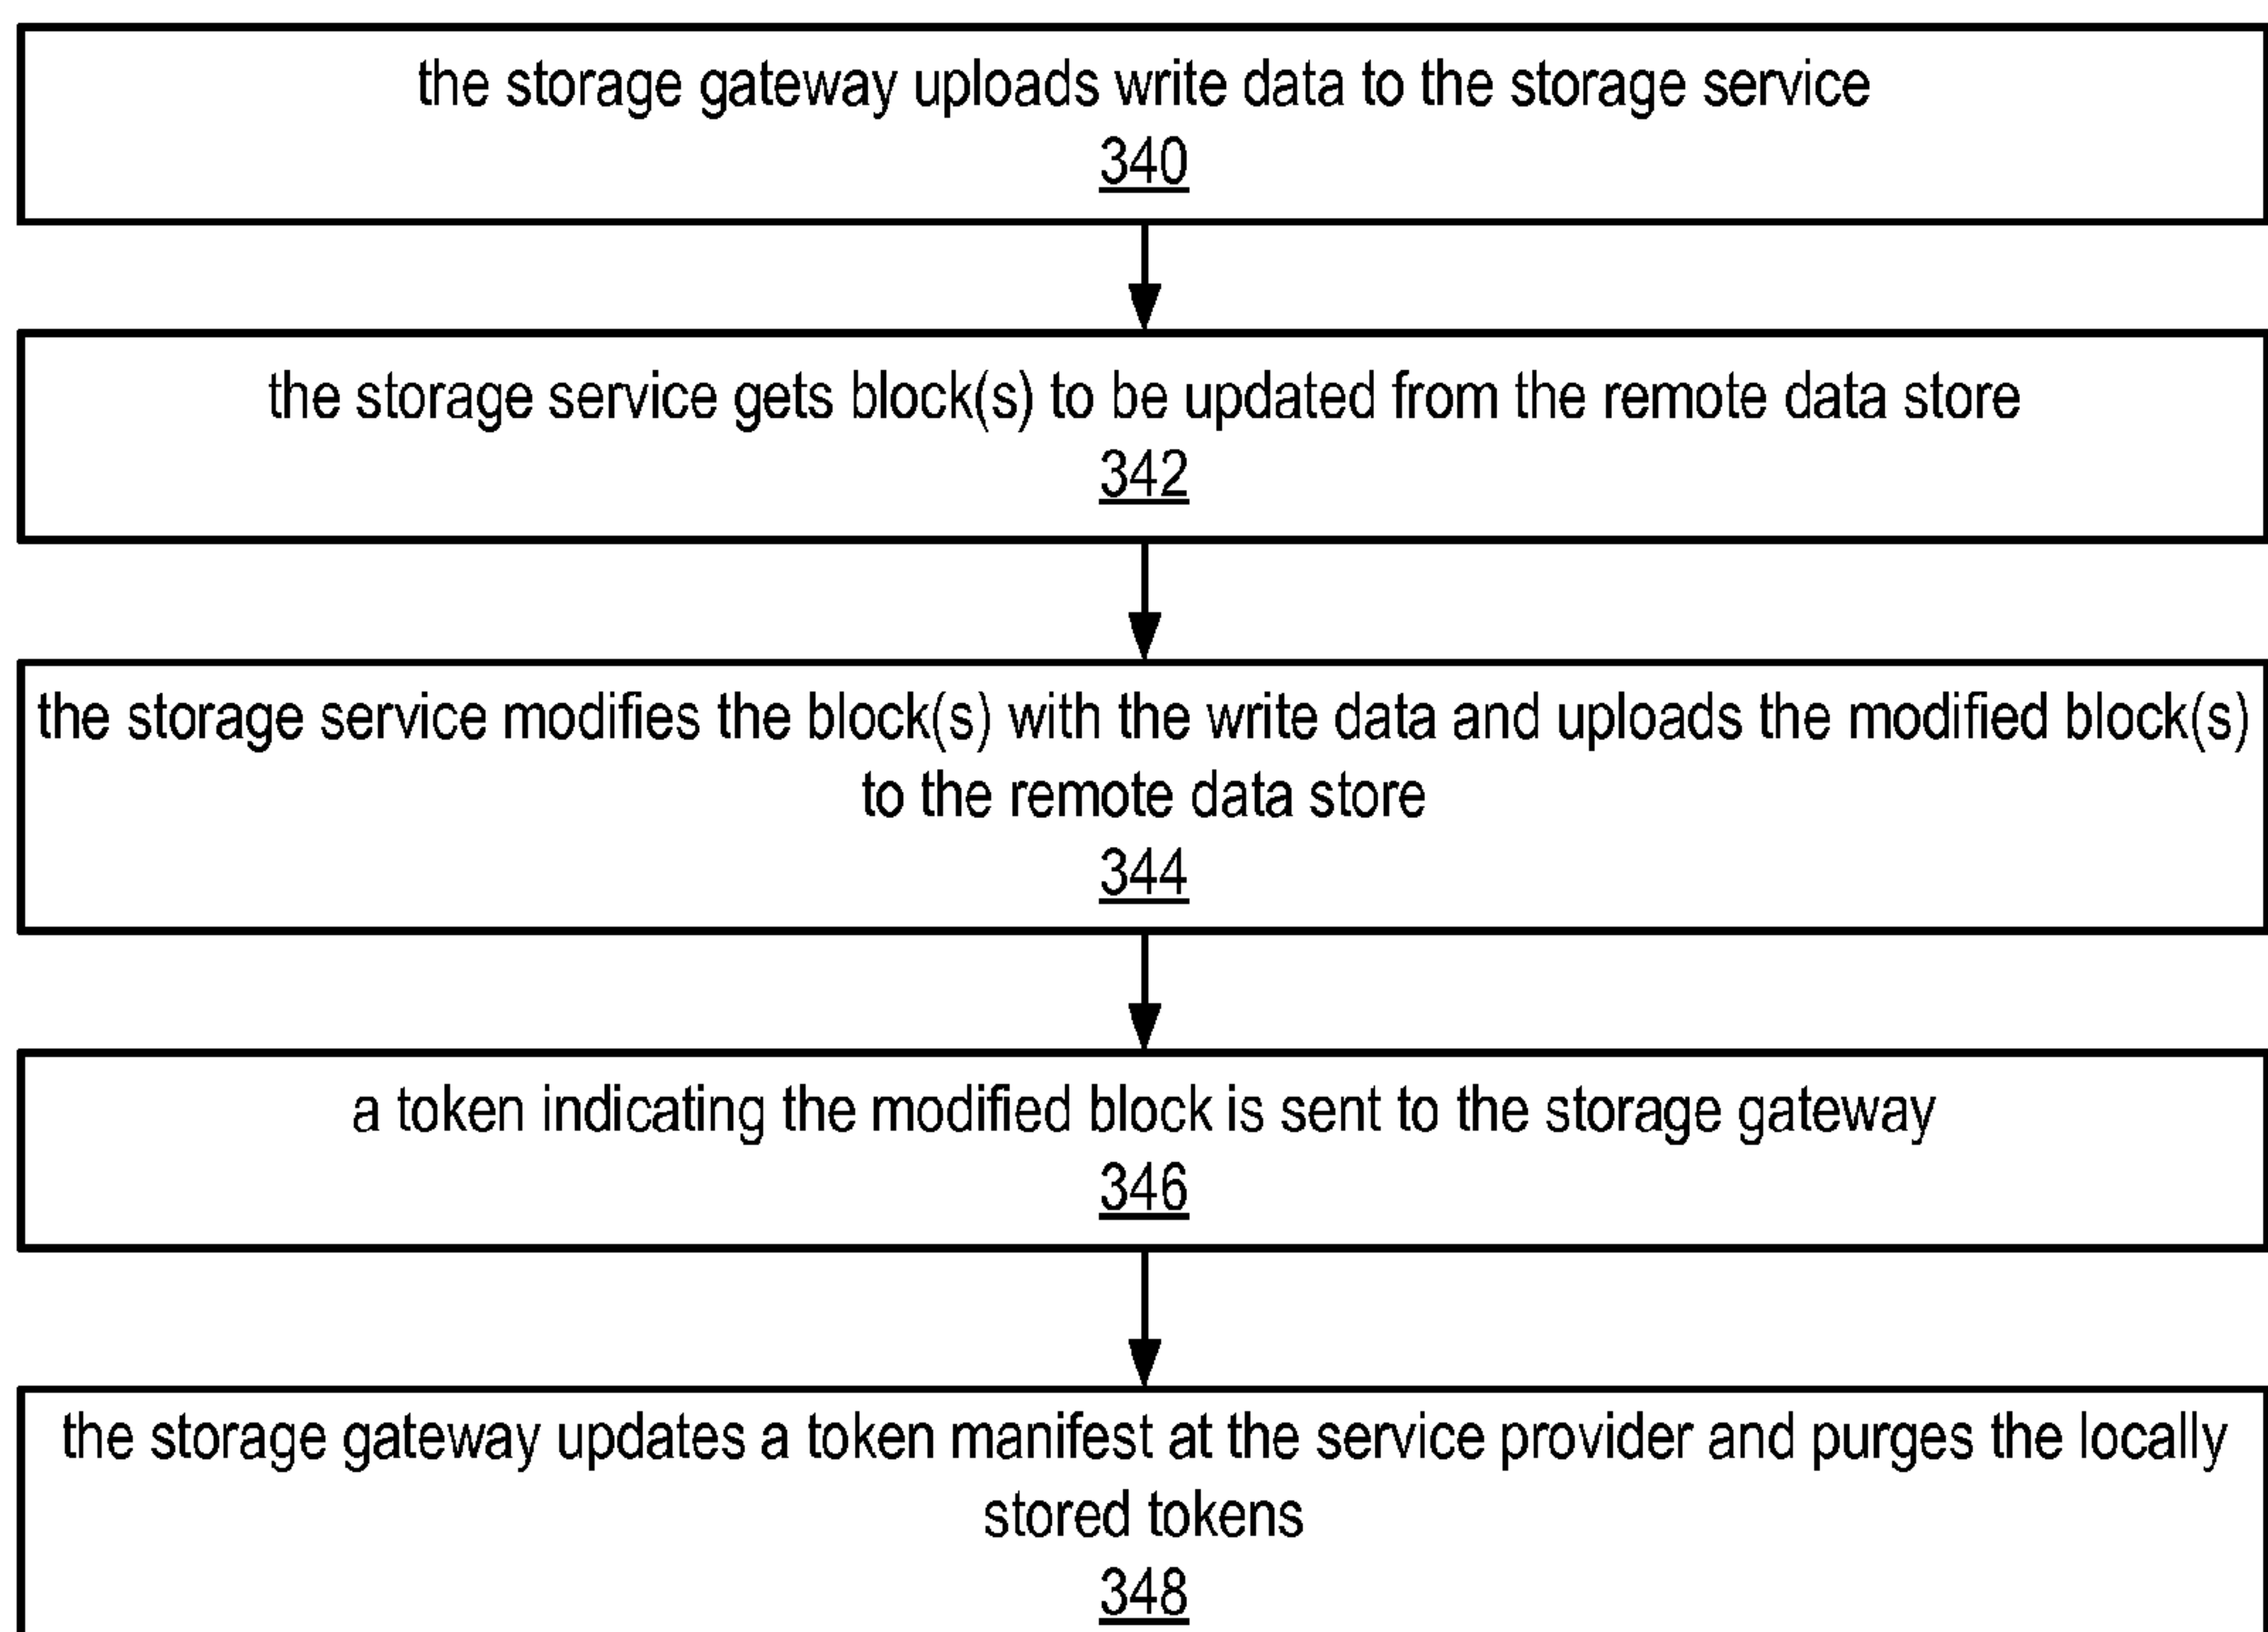 the storage gateway uploads write data to the storage service
340
the storage service gets block(s) to be updated from the remote data store
342
the storage service modifies the block(s) with the write data and uploads the modified block(s)
to the remote data store
344
a token indicating the modified block is sent to the storage gateway
346
the storage gateway updates a token manifest at the service provider and purges the locally
stored tokens
348